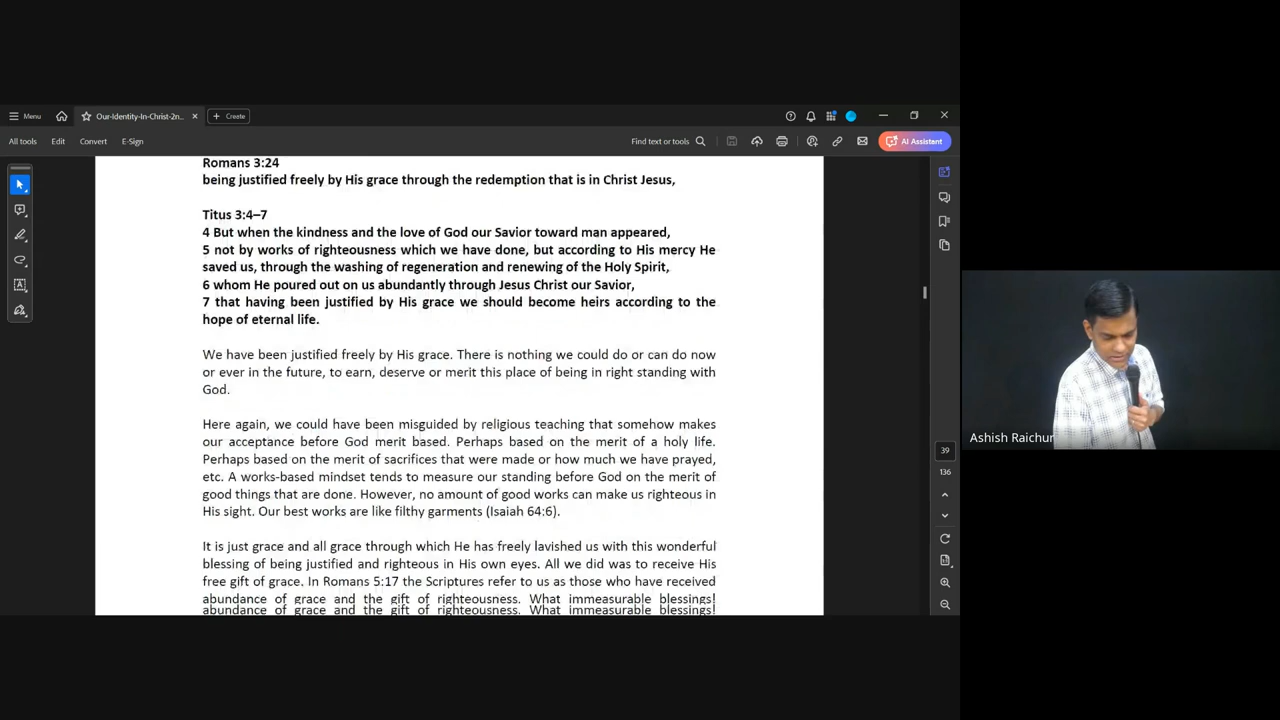 Menu
Our-Identity-In-Christ-2n...
Create
All tools
Edit
Convert
E-Sign
Find text or tools
AI Assistant
Romans 3:24
being justified freely by His grace through the redemption that is in Christ Jesus,
Titus 3:4–7
4 But when the kindness and the love of God our Savior toward man appeared,
5 not by works of righteousness which we have done, but according to His mercy He
saved us, through the washing of regeneration and renewing of the Holy Spirit,
6 whom He poured out on us abundantly through Jesus Christ our Savior,
7 that having been justified by His grace we should become heirs according to the
hope of eternal life.
We have been justified freely by His grace. There is nothing we could do or can do now
or ever in the future, to earn, deserve or merit this place of being in right standing with
God.
Here again, we could have been misguided by religious teaching that somehow makes
our acceptance before God merit based. Perhaps based on the merit of a holy life.
Perhaps based on the merit of sacrifices that were made or how much we have prayed,
etc. A works-based mindset tends to measure our standing before God on the merit of
good things that are done. However, no amount of good works can make us righteous in
His sight. Our best works are like filthy garments (Isaiah 64:6).
It is just grace and all grace through which He has freely lavished us with this wonderful
blessing of being justified and righteous in His own eyes. All we did was to receive His
free gift of grace. In Romans 5:17 the Scriptures refer to us as those who have received
abundance of grace and the gift of righteousness. What immeasurable blessings!
abundance of grace and the gift of righteousness. What immeasurable blessings!
39
136
Ashish Raichur